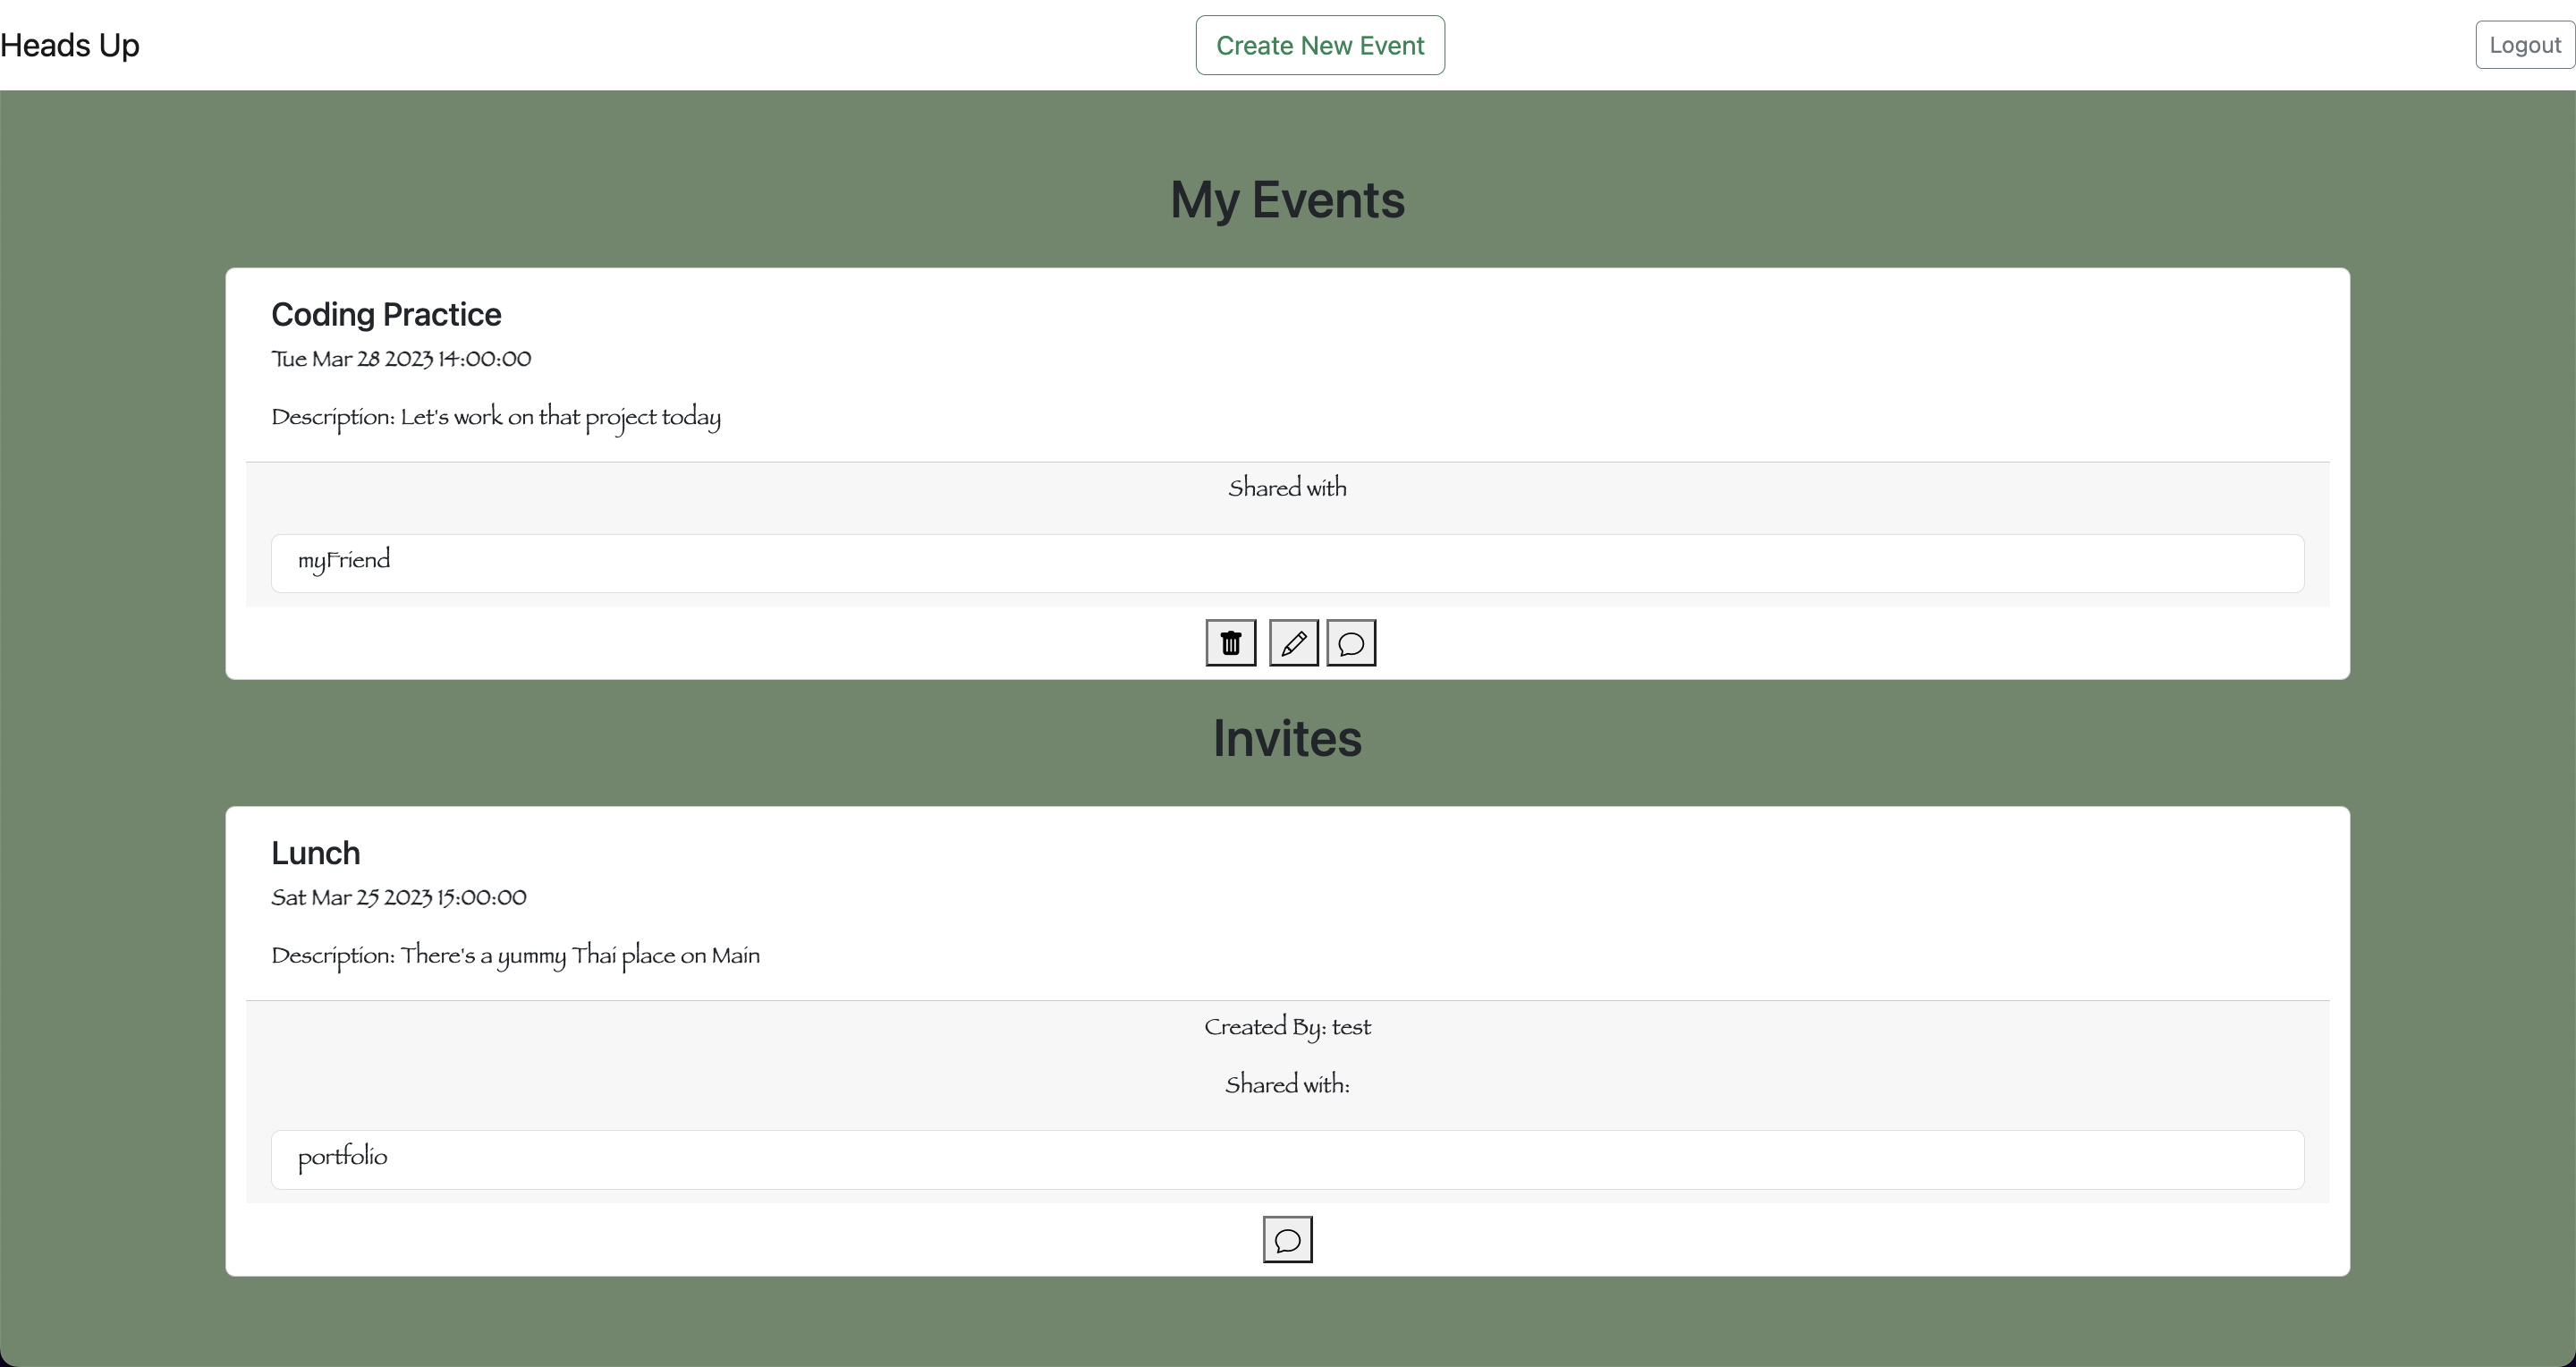 Heads Up
Create New Event
Logout
My Events
Coding Practice
Tue Mar 28 2023 14:00:00
Description: Let's work on that project today
Shared with
myFriend
Invites
Lunch
Sat Mar 25 2023 15:00:00
Description: There's a yummy Thai place on Main
Created By: test
Shared with:
portfolio